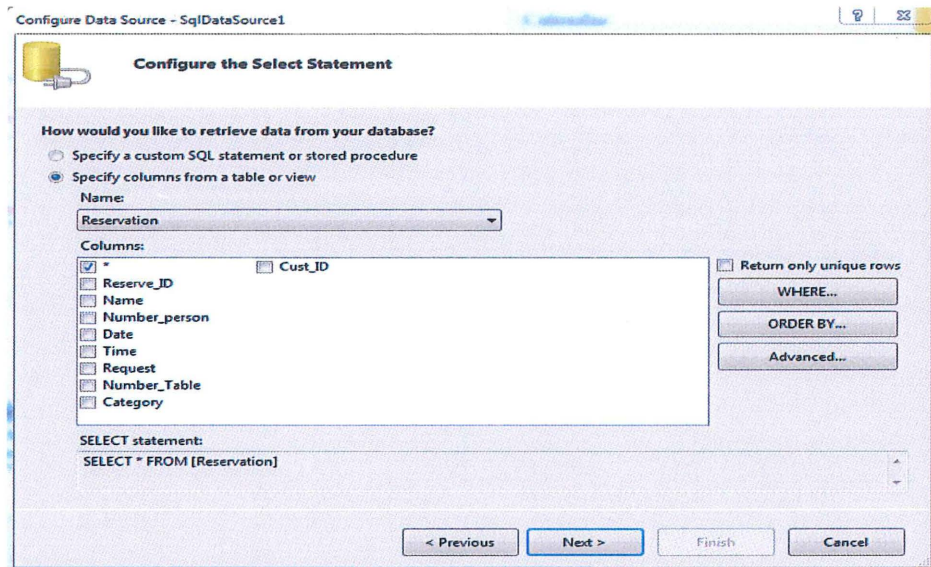 Configure Data Source - SqlDataSource1
Configure the Select Statement
How would you like to retrieve data from your database?
Specify a custom SQL statement or stored procedure
Specify columns from a table or view
Name:
Reservation
Columns:
* Cust_ID
Reserve_ID
Name
Number_person
Date
Time
Request
Number_Table
Category
Return only unique rows
WHERE...
ORDER BY...
Advanced...
SELECT statement:
SELECT * FROM [Reservation]
< Previous Next > Finish Cancel